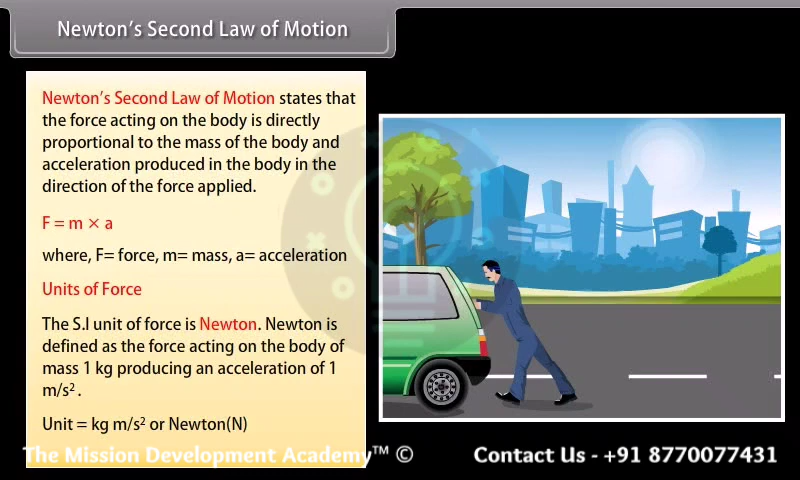 Newton's Second Law of Motion
Newton's Second Law of Motion states that
the force acting on the body is directly
proportional to the mass of the body and
acceleration produced in the body in the
direction of the force applied.
F = m × a
where, F= force, m= mass, a= acceleration
Units of Force
The S.I unit of force is Newton. Newton is
defined as the force acting on the body of
mass 1 kg producing an acceleration of 1
m/s².
Unit = kg m/s² or Newton(N)
The Mission Development Academy™ © Contact Us - +91 8770077431